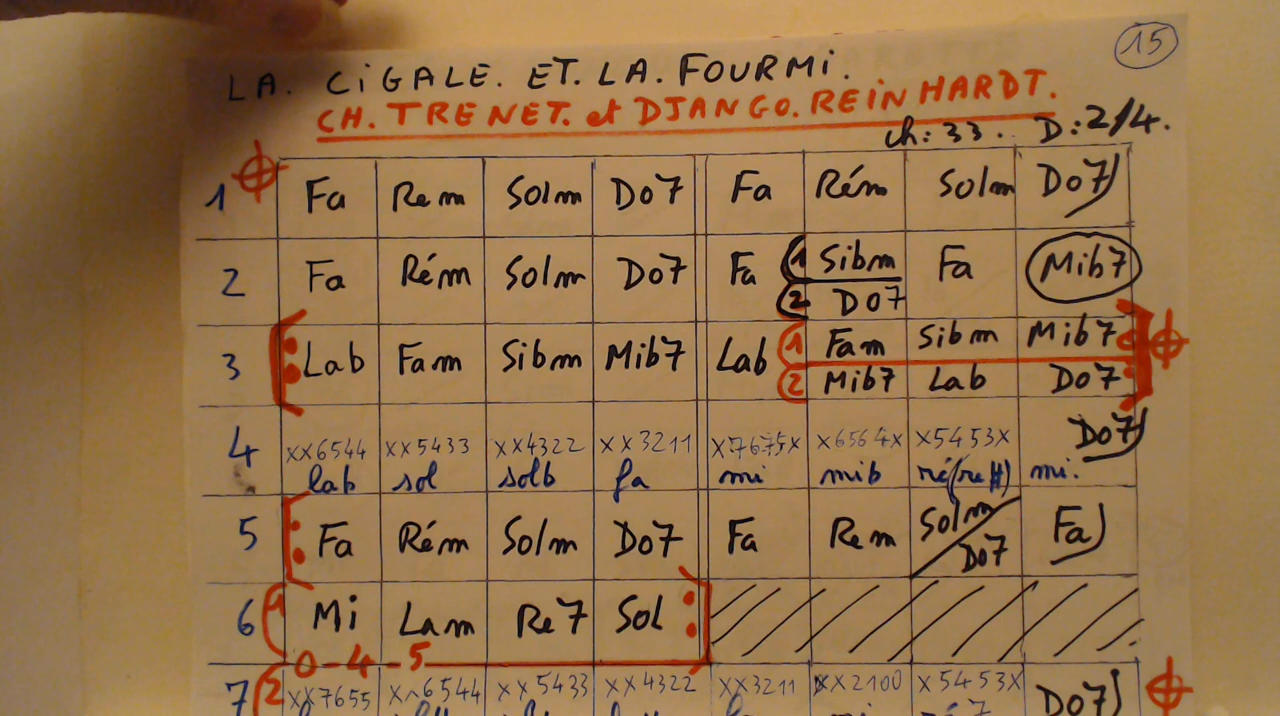 15
LA. CIGALE. ET. LA. FOURMI.
CH. TRENET. et DJANGO. REINHARDT.
ch: 33. D: 2/4.
1 Fa Rem Solm Do7 Fa Rém Solm Do7
2 Fa Rém Solm Do7 Fa 1 Sibm Fa Mib7
2 Do7
3 Lab Fam Sibm Mib7 Lab 1 Fam Sibm Mib7
2 Mib7 Lab Do7
4 xx6544 xx5433 xx4322 xx3211 x7675x x6564x x5453x Do7
lab sol solb fa mi mib ré(re#) mi.
5 Fa Rém Solm Do7 Fa Rem Solm/Do7 Fa
6 1 Mi Lam Re7 Sol
0-4-5
7 2 xx7655 xx6544 xx5433 xx4322 xx3211 xx2100 x5453x Do7